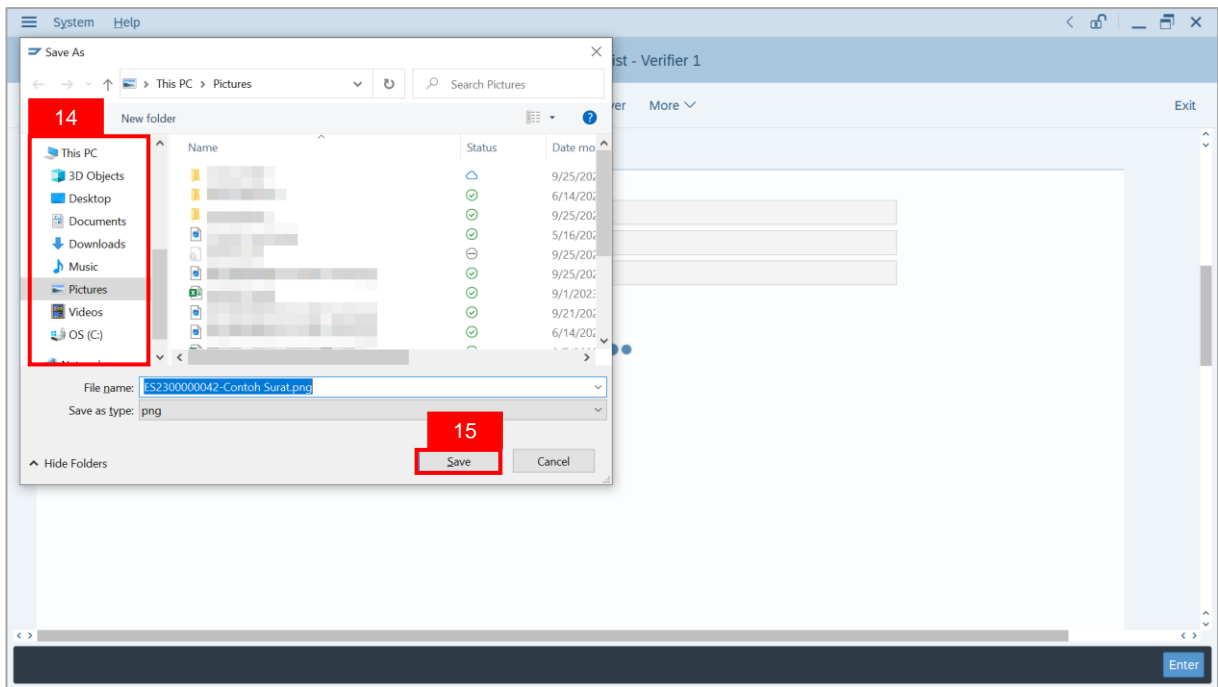 System Help
Save As
ist - Verifier 1
This PC > Pictures
Search Pictures
ver More
Exit
14
New folder
Name Status Date mo
This PC
3D Objects
Desktop
Documents
Downloads
Music
Pictures
Videos
OS (C:)
9/25/202
6/14/202
9/25/202
5/16/202
9/25/202
9/25/202
9/1/2023
9/21/202
6/14/202
File name: ES2300000042-Contoh Surat.png
Save as type: png
15
Hide Folders
Save Cancel
Enter